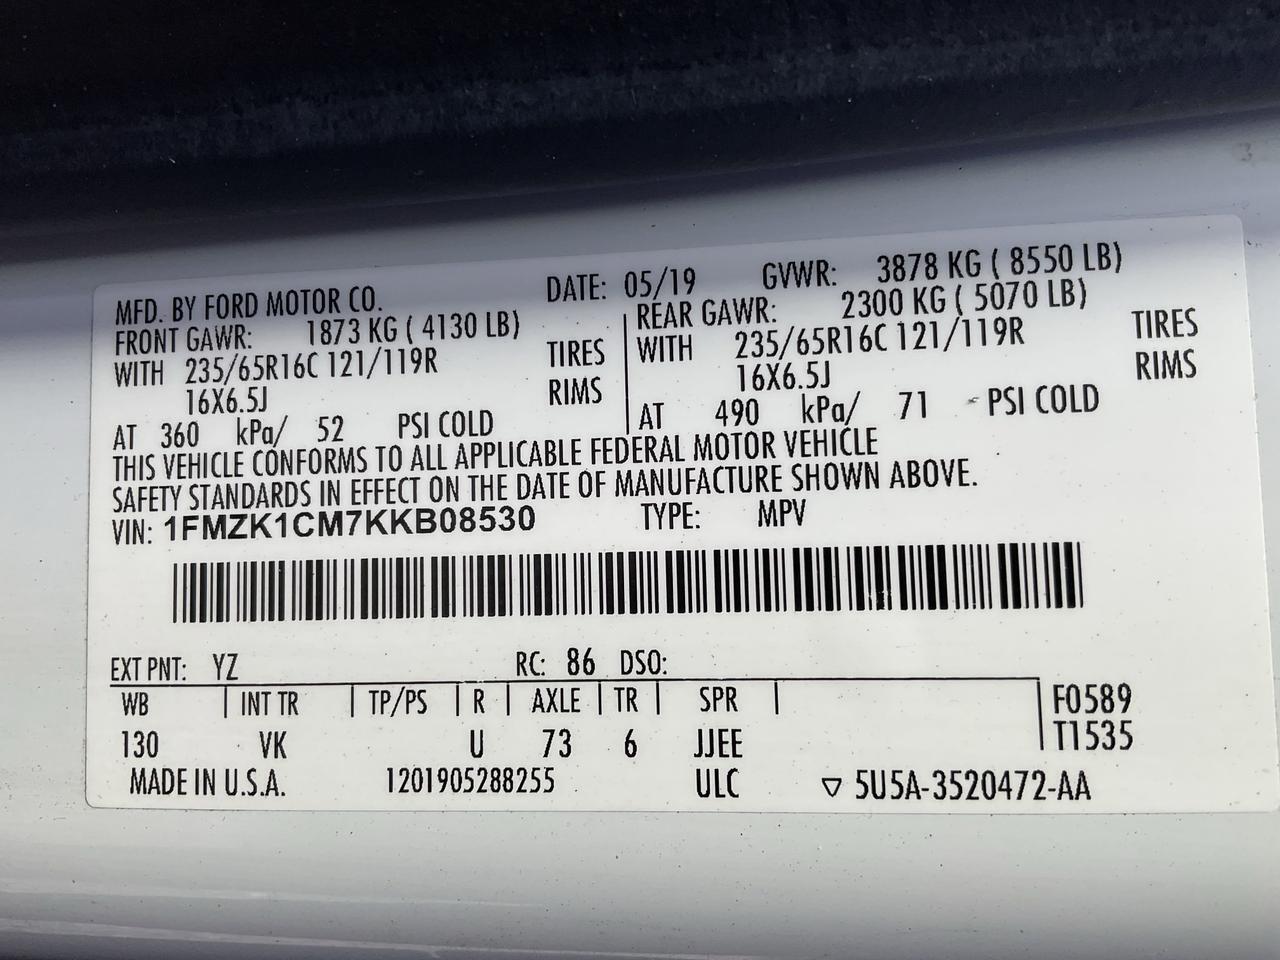 MFD. BY FORD MOTOR CO. DATE: 05/19 GVWR: 3878 KG ( 8550 LB)
FRONT GAWR: 1873 KG ( 4130 LB) REAR GAWR: 2300 KG ( 5070 LB)
WITH 235/65R16C 121/119R TIRES WITH 235/65R16C 121/119R TIRES
16X6.5J RIMS 16X6.5J RIMS
AT 360 kPa/ 52 PSI COLD AT 490 kPa/ 71 PSI COLD
THIS VEHICLE CONFORMS TO ALL APPLICABLE FEDERAL MOTOR VEHICLE
SAFETY STANDARDS IN EFFECT ON THE DATE OF MANUFACTURE SHOWN ABOVE.
VIN: 1FMZK1CM7KKB08530 TYPE: MPV
EXT PNT: YZ RC: 86 DSO:
WB INT TR TP/PS R AXLE TR SPR F0589
130 VK U 73 6 JJEE T1535
MADE IN U.S.A. 1201905288255 ULC ▽ 5U5A-3520472-AA